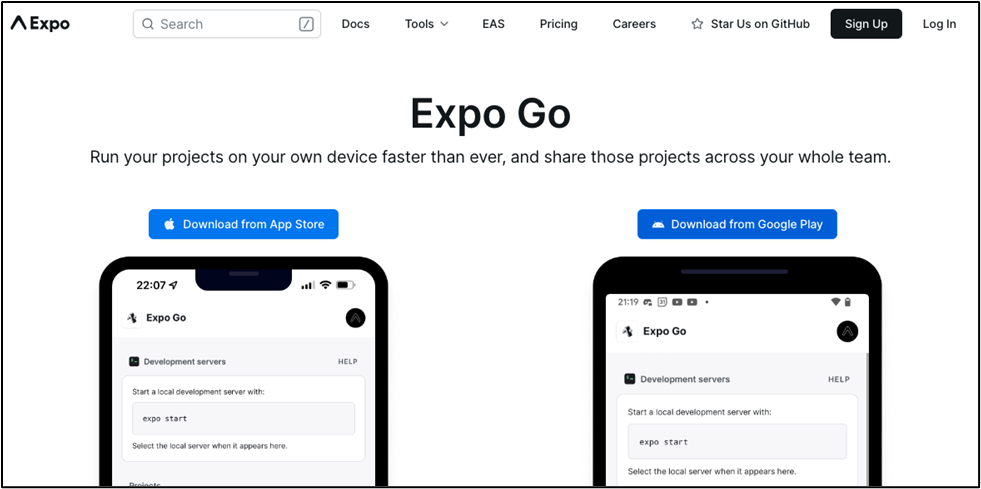 Expo
Search
/
Docs
Tools
EAS
Pricing
Careers
Star Us on GitHub
Sign Up
Log In
Expo Go
Run your projects on your own device faster than ever, and share those projects across your whole team.
Download from App Store
22:07
Expo Go
Development servers
HELP
Start a local development server with:
expo start
Select the local server when it appears here.
Projects
Download from Google Play
21:19
31
Expo Go
Development servers
HELP
Start a local development server with:
expo start
Select the local server when it appears here.